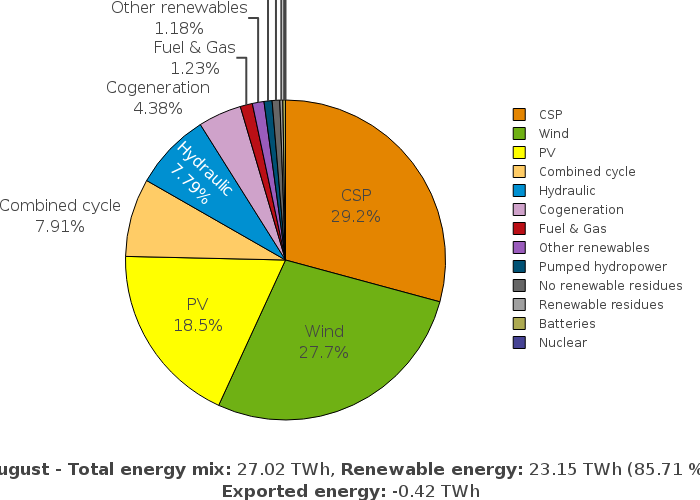 Other renewables
1.18%
Fuel & Gas
1.23%
Cogeneration
4.38%
Hydraulic
7.79%
Combined cycle
7.91%
CSP
29.2%
PV
18.5%
Wind
27.7%
CSP
Wind
PV
Combined cycle
Hydraulic
Cogeneration
Fuel & Gas
Other renewables
Pumped hydropower
No renewable residues
Renewable residues
Batteries
Nuclear
ugust - Total energy mix: 27.02 TWh, Renewable energy: 23.15 TWh (85.71 %
Exported energy: -0.42 TWh